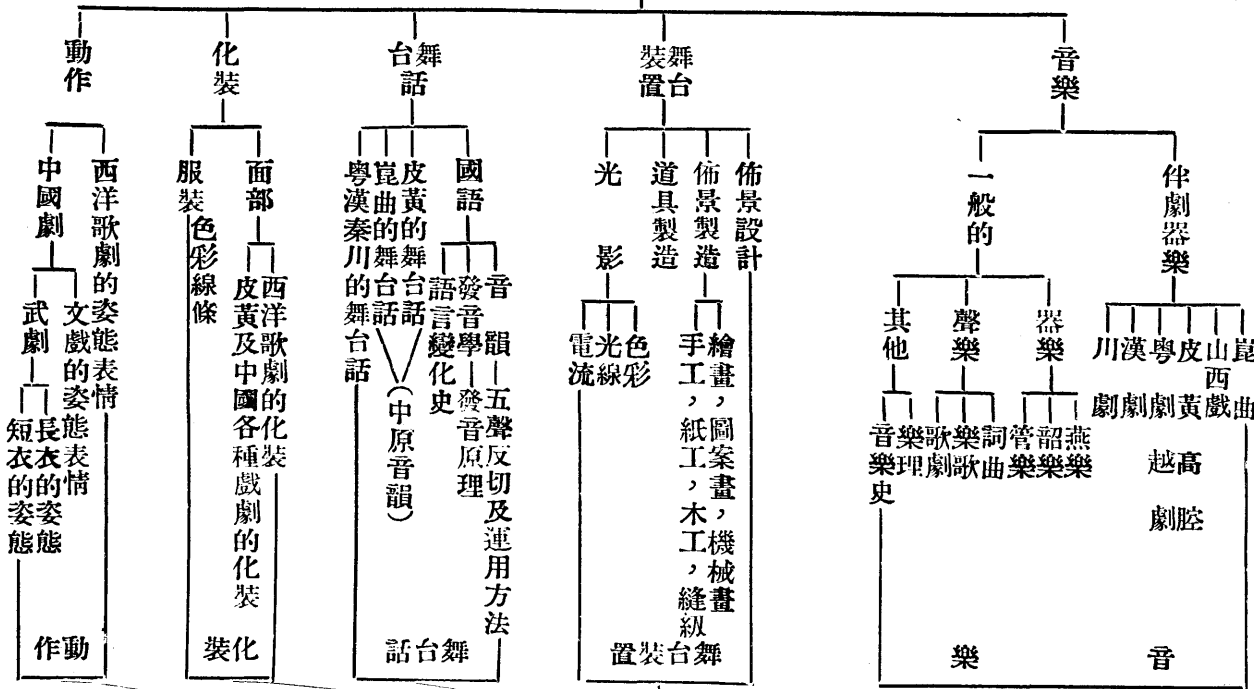 音樂
伴劇器樂
崑曲
山西戲
皮黃 高腔
粵劇 越劇
漢劇
川劇
一般的
器樂
燕樂
韶樂
管樂
聲樂
詞曲
樂歌
歌劇
其他
樂理
音樂史
音樂
舞台裝置
佈景設計
佈景製造
繪畫，圖案畫，機械畫
手工，紙工，木工，縫級
道具製造
光影
色彩
光線
電流
舞台裝置
舞台話
國語
音韻－五聲反切及運用方法
發音學－發音原理
語言變化史
皮黃的舞台話
崑曲的舞台話
（中原音韻）
粵漢秦川的舞台話
舞台話
化裝
面部
西洋歌劇的化裝
皮黃及中國各種戲劇的化裝
服裝色彩線條
化裝
動作
西洋歌劇的姿態表情
中國劇
文戲的姿態表情
武劇
長衣的姿態
短衣的姿態
動作